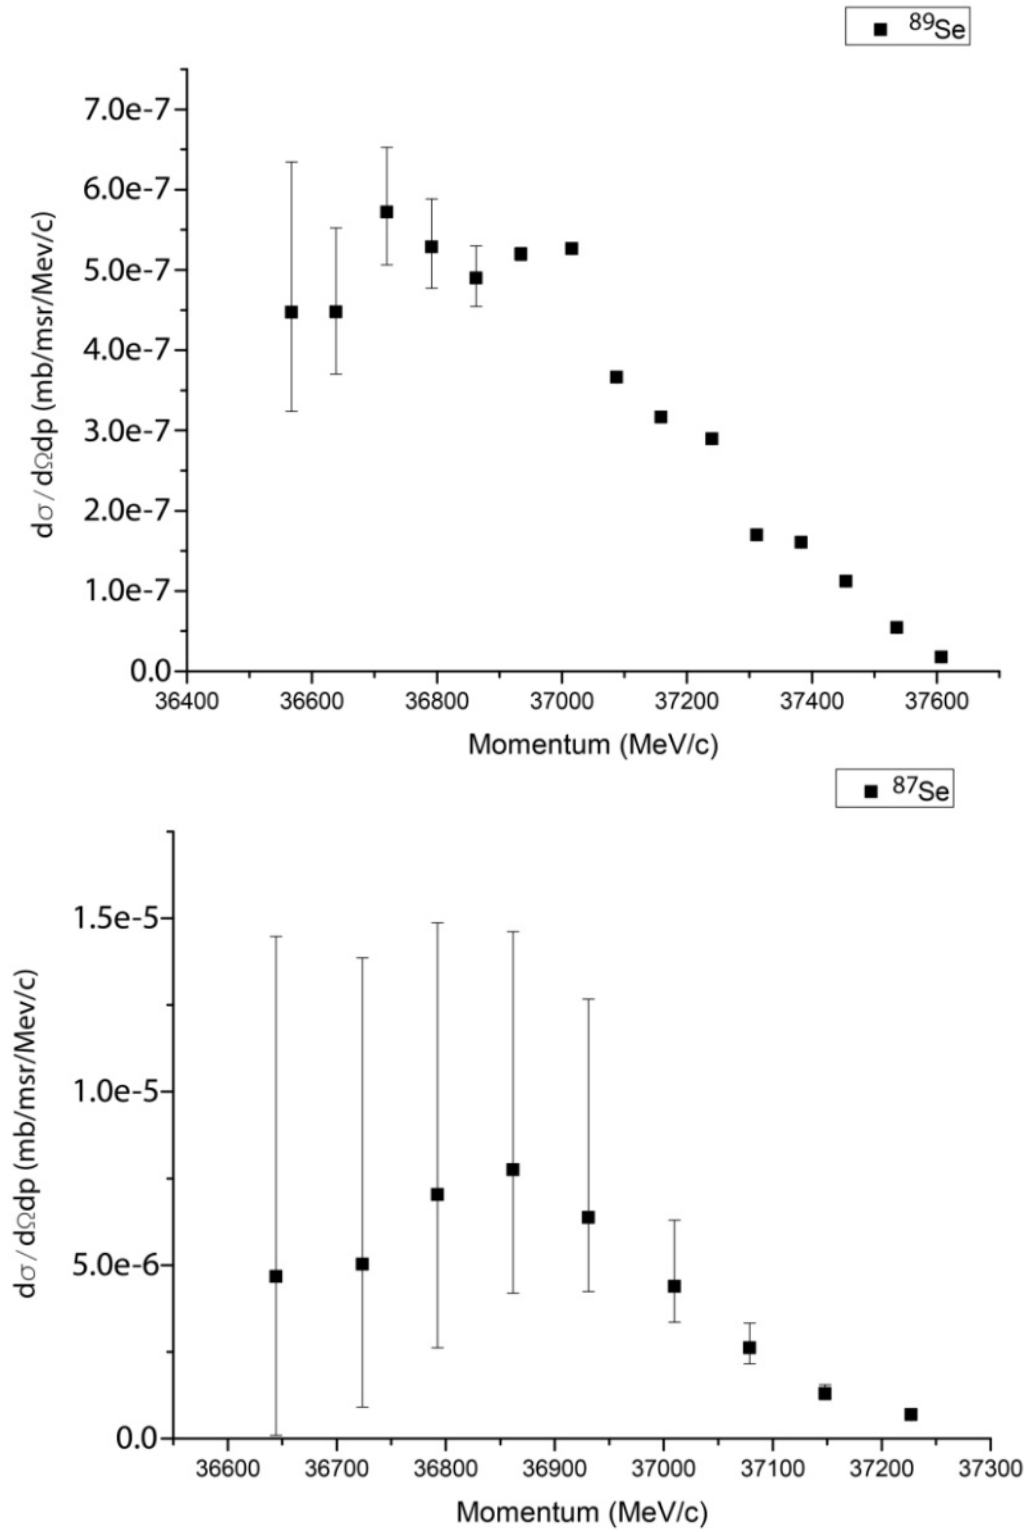 ■ ⁸⁹Se
7.0e-7
6.0e-7
5.0e-7
4.0e-7
3.0e-7
2.0e-7
1.0e-7
0.0
dσ/dΩdp (mb/msr/Mev/c)
36400 36600 36800 37000 37200 37400 37600
Momentum (MeV/c)
■ ⁸⁷Se
1.5e-5
1.0e-5
5.0e-6
0.0
dσ/dΩdp (mb/msr/Mev/c)
36600 36700 36800 36900 37000 37100 37200 37300
Momentum (MeV/c)